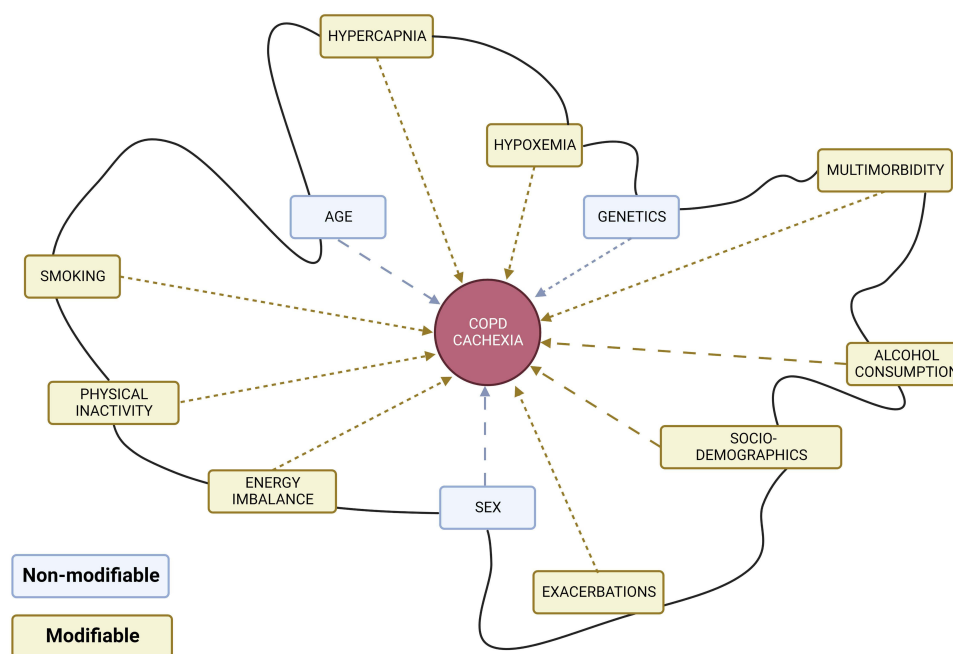 HYPERCAPNIA
HYPOXEMIA
MULTIMORBIDITY
AGE
GENETICS
SMOKING
COPD
CACHEXIA
ALCOHOL
CONSUMPTION
PHYSICAL
INACTIVITY
SOCIO-
DEMOGRAPHICS
ENERGY
IMBALANCE
SEX
EXACERBATIONS
Non-modifiable
Modifiable